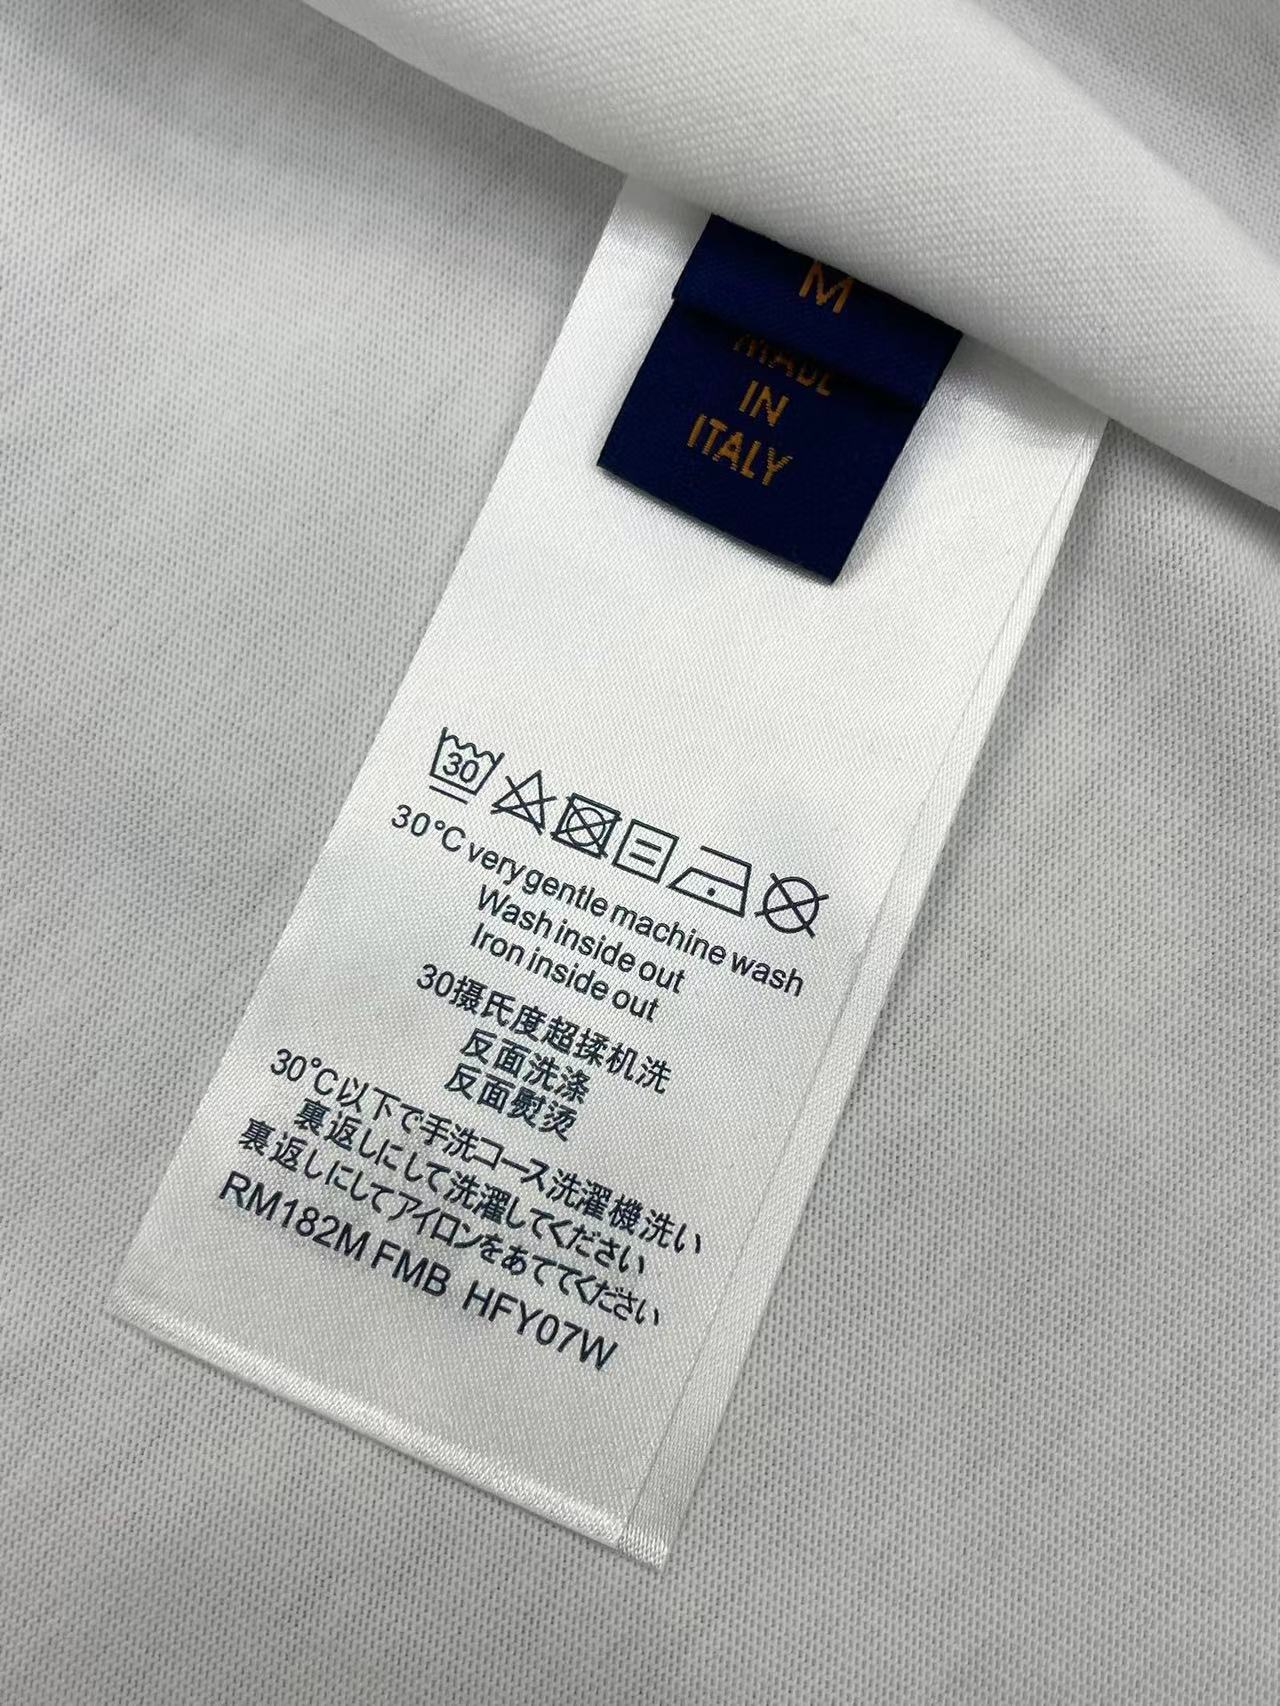 M
MADE
IN
ITALY
30
30°C very gentle machine wash
Wash inside out
Iron inside out
30摄氏度超揉机洗
反面洗涤
反面熨烫
30°C以下で手洗コース洗濯機洗い
裏返しにして洗濯してください
裏返しにしてアイロンをあててください
RM182M FMB HFY07W